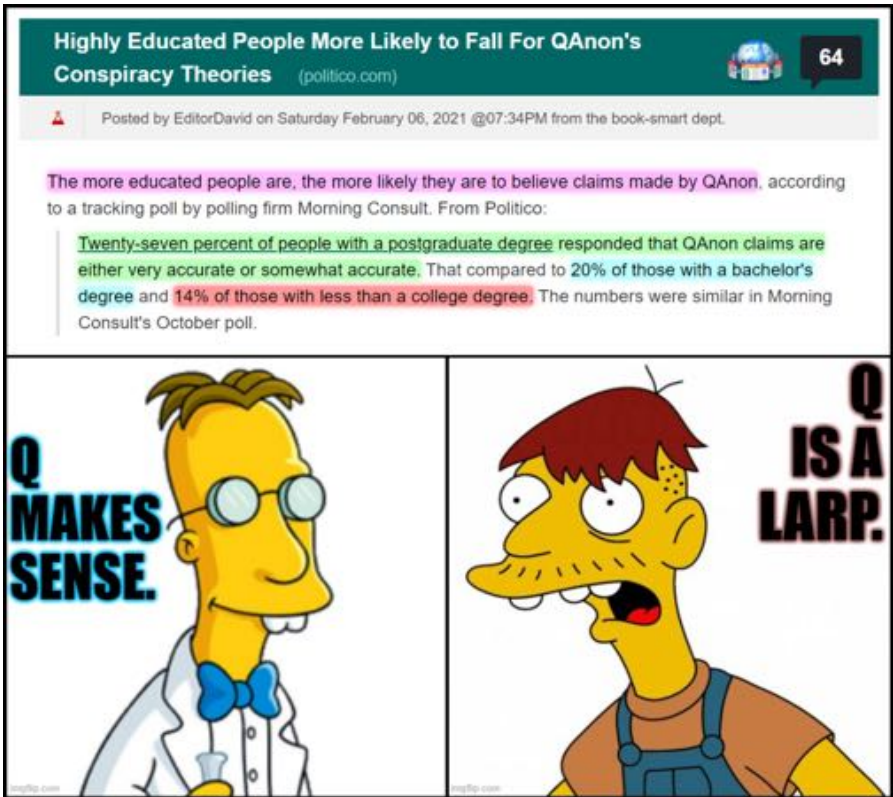 Highly Educated People More Likely to Fall For QAnon's
Conspiracy Theories (politico.com)
64
Posted by EditorDavid on Saturday February 06, 2021 @07:34PM from the book-smart dept.
The more educated people are, the more likely they are to believe claims made by QAnon, according
to a tracking poll by polling firm Morning Consult. From Politico:
Twenty-seven percent of people with a postgraduate degree responded that QAnon claims are
either very accurate or somewhat accurate. That compared to 20% of those with a bachelor's
degree and 14% of those with less than a college degree. The numbers were similar in Morning
Consult's October poll.
Q
MAKES
SENSE.
Q
IS A
LARP.
imgflip.com
imgflip.com